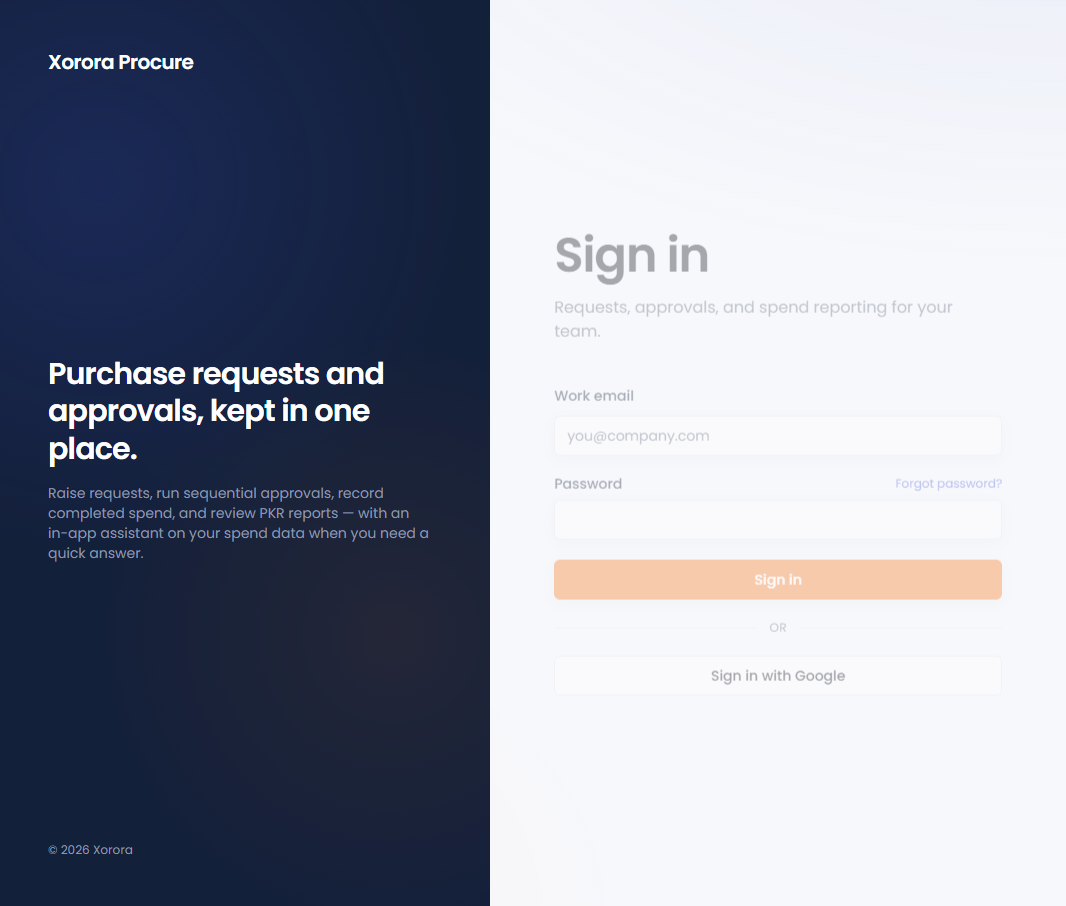 Xorora Procure
Purchase requests and
approvals, kept in one
place.
Raise requests, run sequential approvals, record
completed spend, and review PKR reports — with an
in-app assistant on your spend data when you need a
quick answer.
© 2026 Xorora
Sign in
Requests, approvals, and spend reporting for your
team.
Work email
you@company.com
Password
Forgot password?
Sign in
OR
Sign in with Google